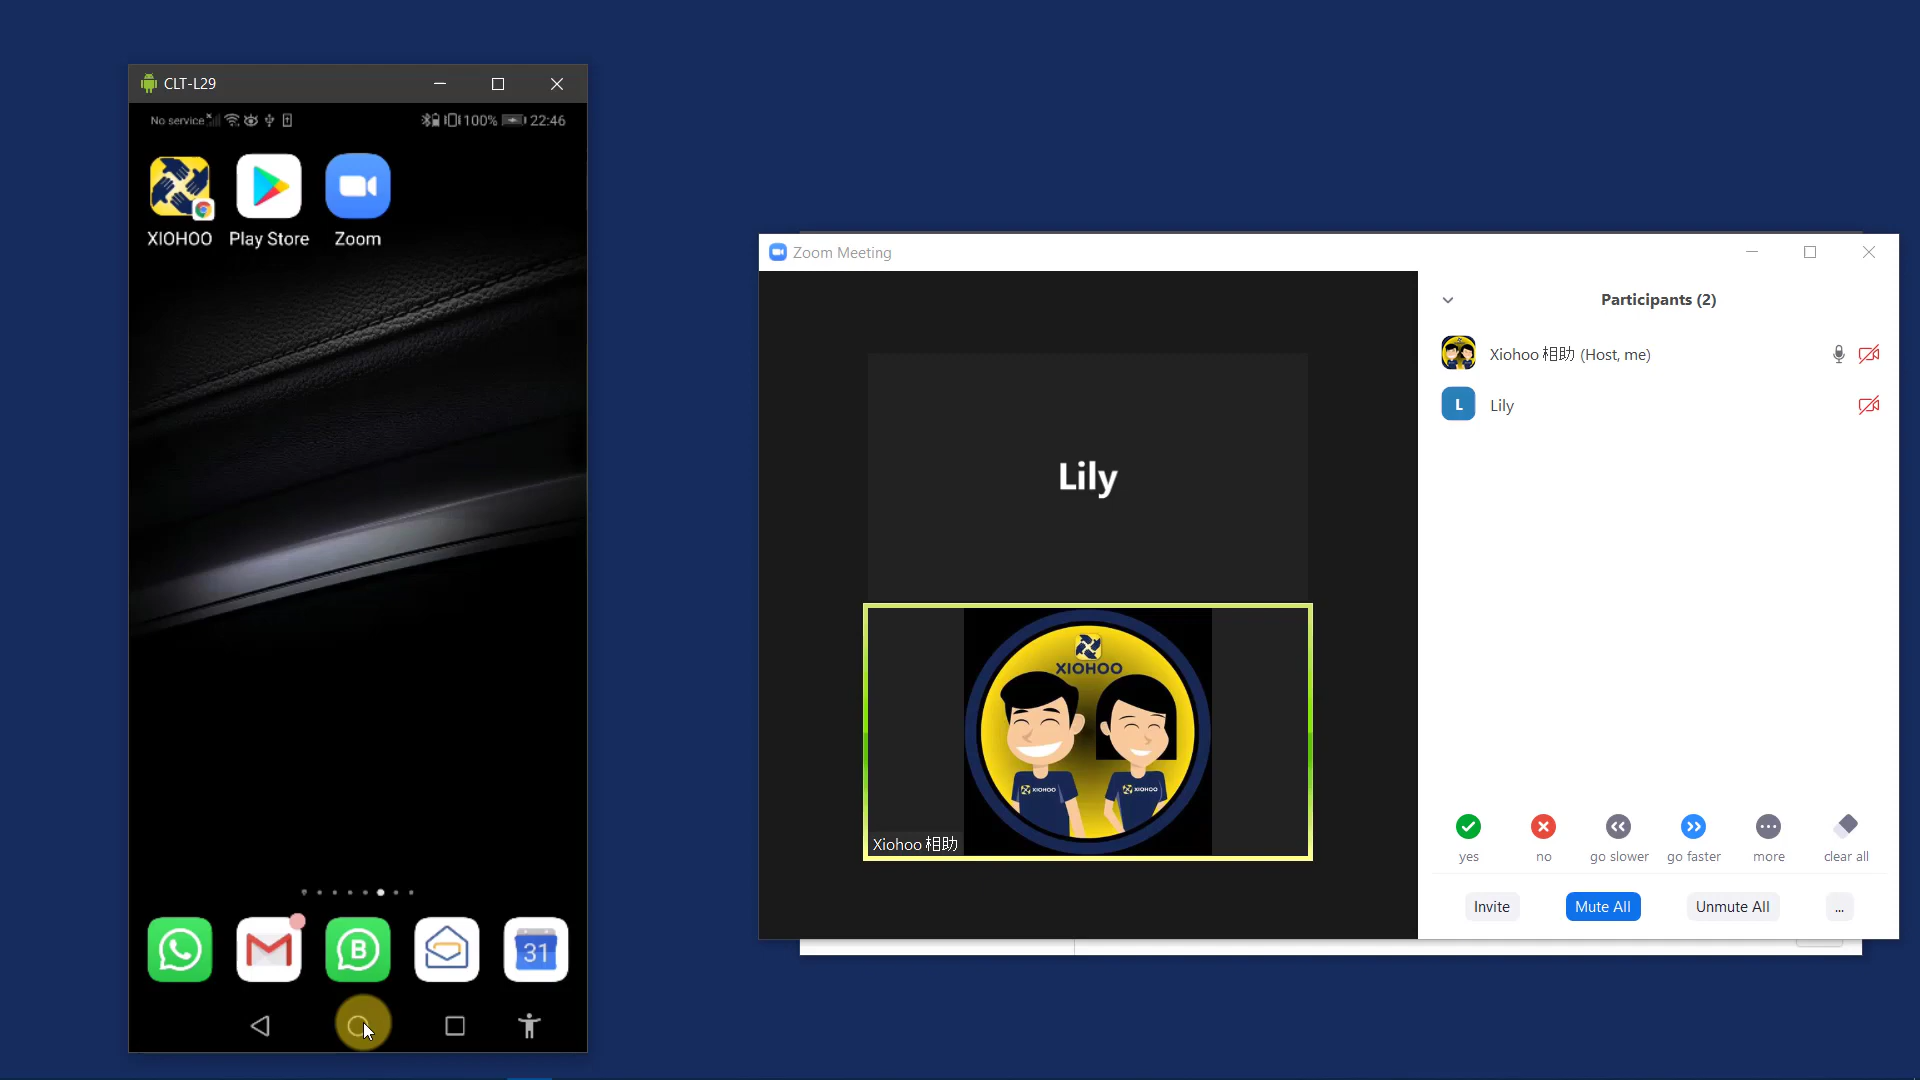 CLT-L29
No service
100% 22:46
XIOHOO Play Store Zoom
B
31
Zoom Meeting
Lily
XIOHOO
XIOHOO
XIOHOO
Xiohoo 相助
Participants (2)
Xiohoo 相助 (Host, me)
L Lily
yes no go slower go faster more clear all
Invite Mute All Unmute All ...